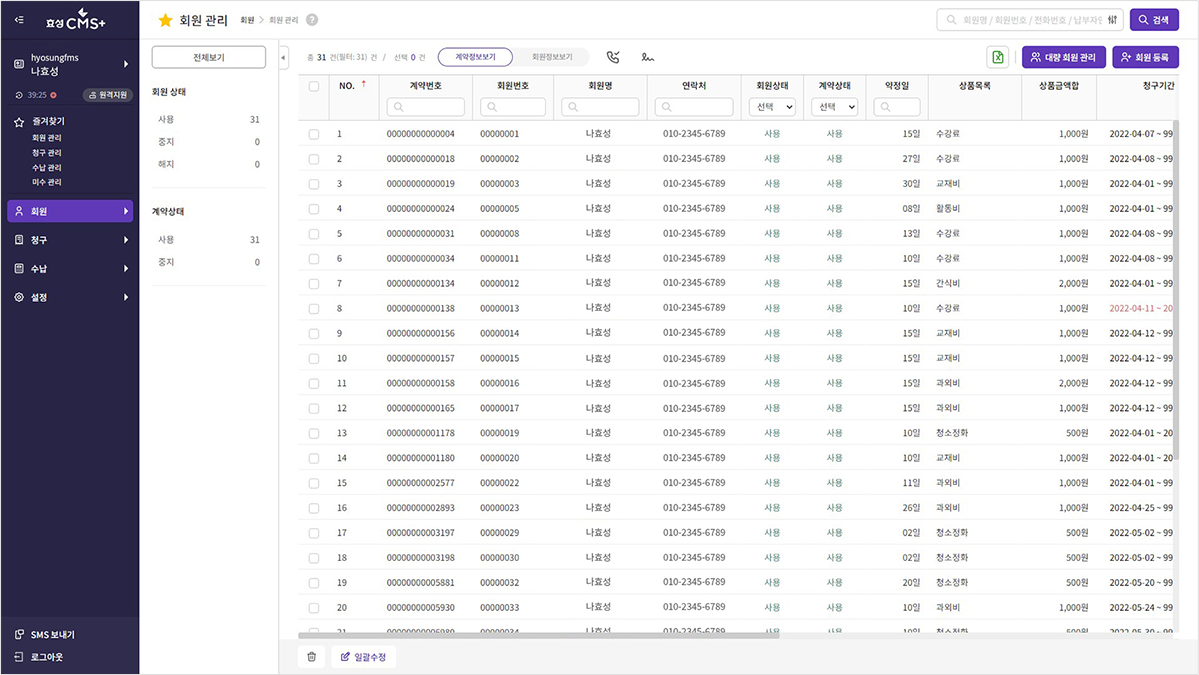 효성 CMS+
hyosungfms
나효성
39:25 원격지원
즐겨찾기
회원 관리
청구 관리
수납 관리
미수 관리
회원
청구
수납
설정
SMS 보내기
로그아웃
회원 관리 회원 > 회원 관리 ?
회원명 / 회원번호 / 전화번호 / 납부자번
검색
전체보기
회원 상태
사용 31
중지 0
해지 0
계약상태
사용 31
중지 0
총 31 건(필터: 31) 건 / 선택 0 건 계약정보보기 회원정보보기
대량 회원 관리 회원 등록
NO. 계약번호 회원번호 회원명 연락처 회원상태 계약상태 약정일 상품목록 상품금액합 청구기간
선택 선택
1 00000000000004 00000001 나효성 010-2345-6789 사용 사용 15일 수강료 1,000원 2022-04-07 ~ 99
2 00000000000018 00000002 나효성 010-2345-6789 사용 사용 27일 수강료 1,000원 2022-04-08 ~ 99
3 00000000000019 00000003 나효성 010-2345-6789 사용 사용 30일 교재비 1,000원 2022-04-01 ~ 99
4 00000000000024 00000005 나효성 010-2345-6789 사용 사용 08일 활동비 1,000원 2022-04-01 ~ 99
5 00000000000031 00000008 나효성 010-2345-6789 사용 사용 13일 수강료 1,000원 2022-04-08 ~ 99
6 00000000000034 00000011 나효성 010-2345-6789 사용 사용 10일 수강료 1,000원 2022-04-08 ~ 99
7 00000000000134 00000012 나효성 010-2345-6789 사용 사용 15일 간식비 2,000원 2022-04-01 ~ 99
8 00000000000138 00000013 나효성 010-2345-6789 사용 사용 10일 수강료 1,000원 2022-04-11 ~ 20
9 00000000000156 00000014 나효성 010-2345-6789 사용 사용 15일 교재비 1,000원 2022-04-12 ~ 99
10 00000000000157 00000015 나효성 010-2345-6789 사용 사용 15일 교재비 1,000원 2022-04-12 ~ 99
11 00000000000158 00000016 나효성 010-2345-6789 사용 사용 15일 과외비 2,000원 2022-04-12 ~ 99
12 00000000000165 00000017 나효성 010-2345-6789 사용 사용 15일 과외비 1,000원 2022-04-12 ~ 99
13 00000000001178 00000019 나효성 010-2345-6789 사용 사용 10일 청소정화 500원 2022-04-01 ~ 20
14 00000000001180 00000020 나효성 010-2345-6789 사용 사용 10일 교재비 1,000원 2022-04-01 ~ 20
15 00000000002577 00000022 나효성 010-2345-6789 사용 사용 11일 과외비 1,000원 2022-04-01 ~ 99
16 00000000002893 00000023 나효성 010-2345-6789 사용 사용 26일 과외비 1,000원 2022-04-25 ~ 99
17 00000000003197 00000029 나효성 010-2345-6789 사용 사용 02일 청소정화 500원 2022-05-02 ~ 99
18 00000000003198 00000030 나효성 010-2345-6789 사용 사용 02일 청소정화 500원 2022-05-02 ~ 99
19 00000000005881 00000032 나효성 010-2345-6789 사용 사용 20일 청소정화 500원 2022-05-20 ~ 99
20 00000000005930 00000033 나효성 010-2345-6789 사용 사용 10일 과외비 1,000원 2022-05-24 ~ 99
일괄수정